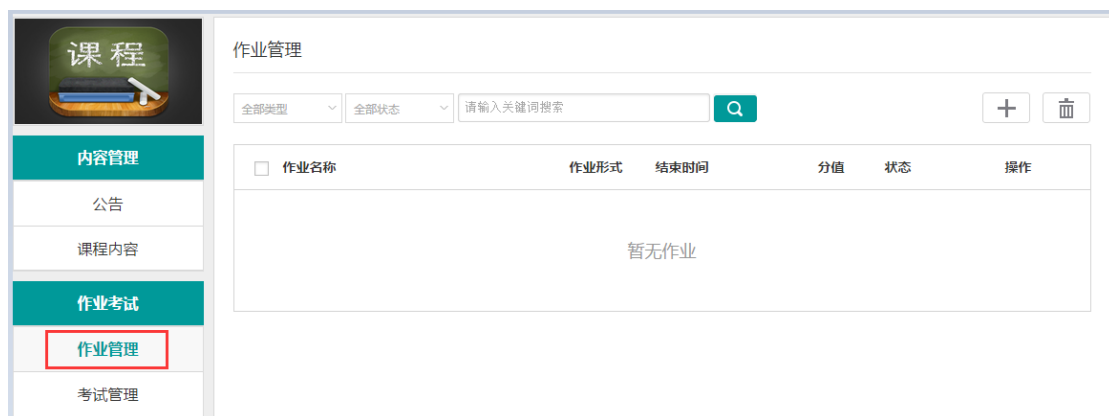 课程
内容管理
公告
课程内容
作业考试
作业管理
考试管理
作业管理
全部类型 全部状态 请输入关键词搜索
作业名称 作业形式 结束时间 分值 状态 操作
暂无作业